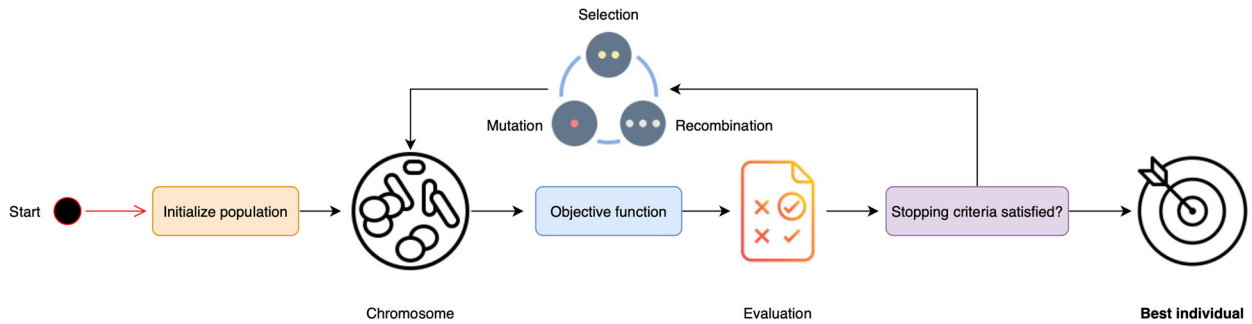 Selection
Mutation
Recombination
Start
Initialize population
Objective function
Stopping criteria satisfied?
Chromosome
Evaluation
Best individual